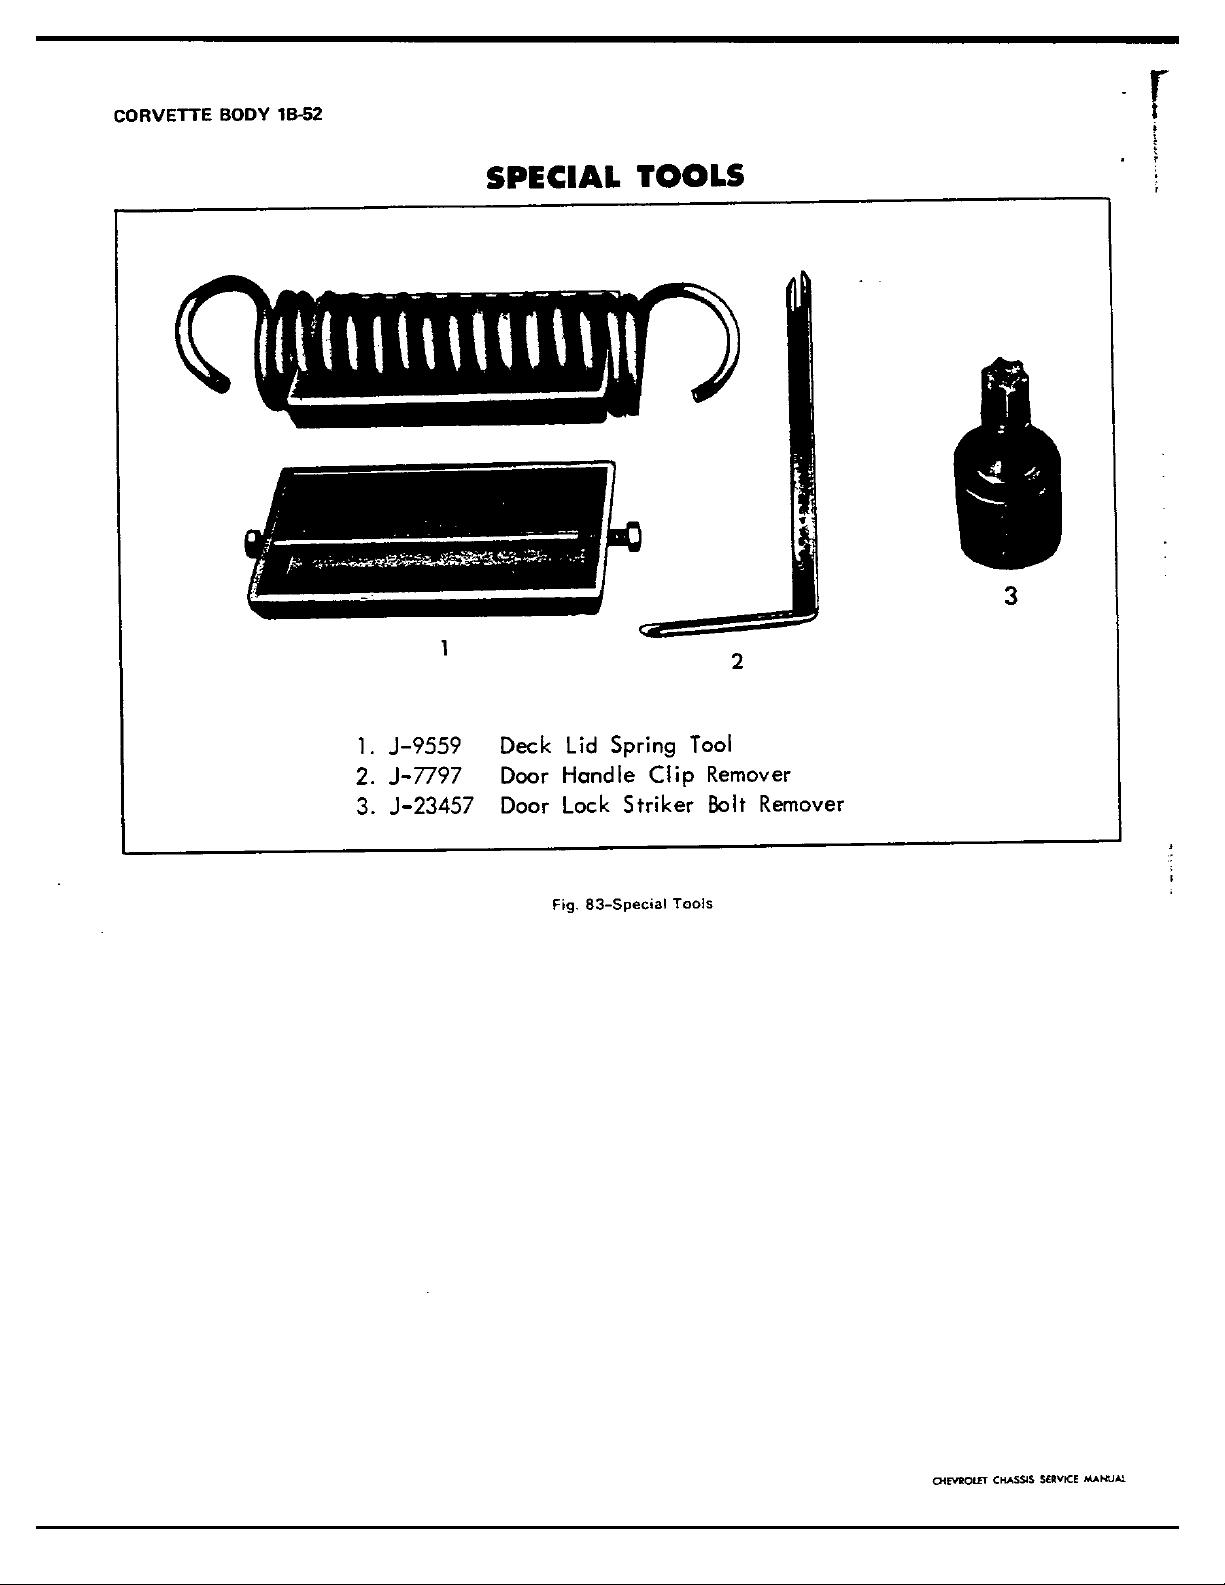 CORVETTE BODY 1B-52
SPECIAL TOOLS
1
2
3
1. J-9559 Deck Lid Spring Tool
2. J-7797 Door Handle Clip Remover
3. J-23457 Door Lock Striker Bolt Remover
Fig. 83-Special Tools
CHEVROLET CHASSIS SERVICE MANUAL